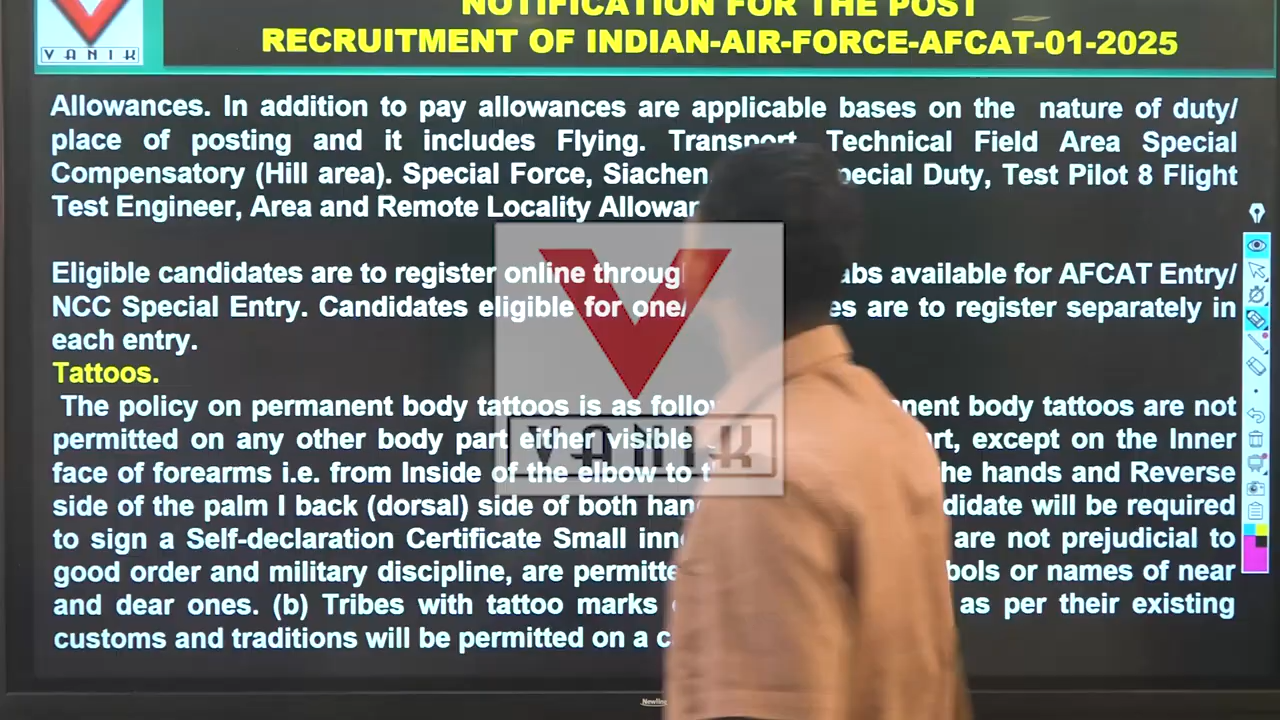 NOTIFICATION FOR THE POST
RECRUITMENT OF INDIAN-AIR-FORCE-AFCAT-01-2025
VANIK
Allowances. In addition to pay allowances are applicable bases on the nature of duty/
place of posting and it includes Flying. Transport Technical Field Area Special
Compensatory (Hill area). Special Force, Siachen Special Duty, Test Pilot 8 Flight
Test Engineer, Area and Remote Locality
Eligible candidates are to register online available for AFCAT Entry/
NCC Special Entry. Candidates eligible for one/ are to register separately in
each entry.
Tattoos.
The policy on permanent body tattoos is as body tattoos are not
permitted on any other body part either visible except on the Inner
face of forearms i.e. from Inside of the elbow to the hands and Reverse
side of the palm I back (dorsal) side of both will be required
to sign a Self-declaration Certificate Small are not prejudicial to
good order and military discipline, are or names of near
and dear ones. (b) Tribes with tattoo marks as per their existing
customs and traditions will be permitted on a
VANIK
Newline